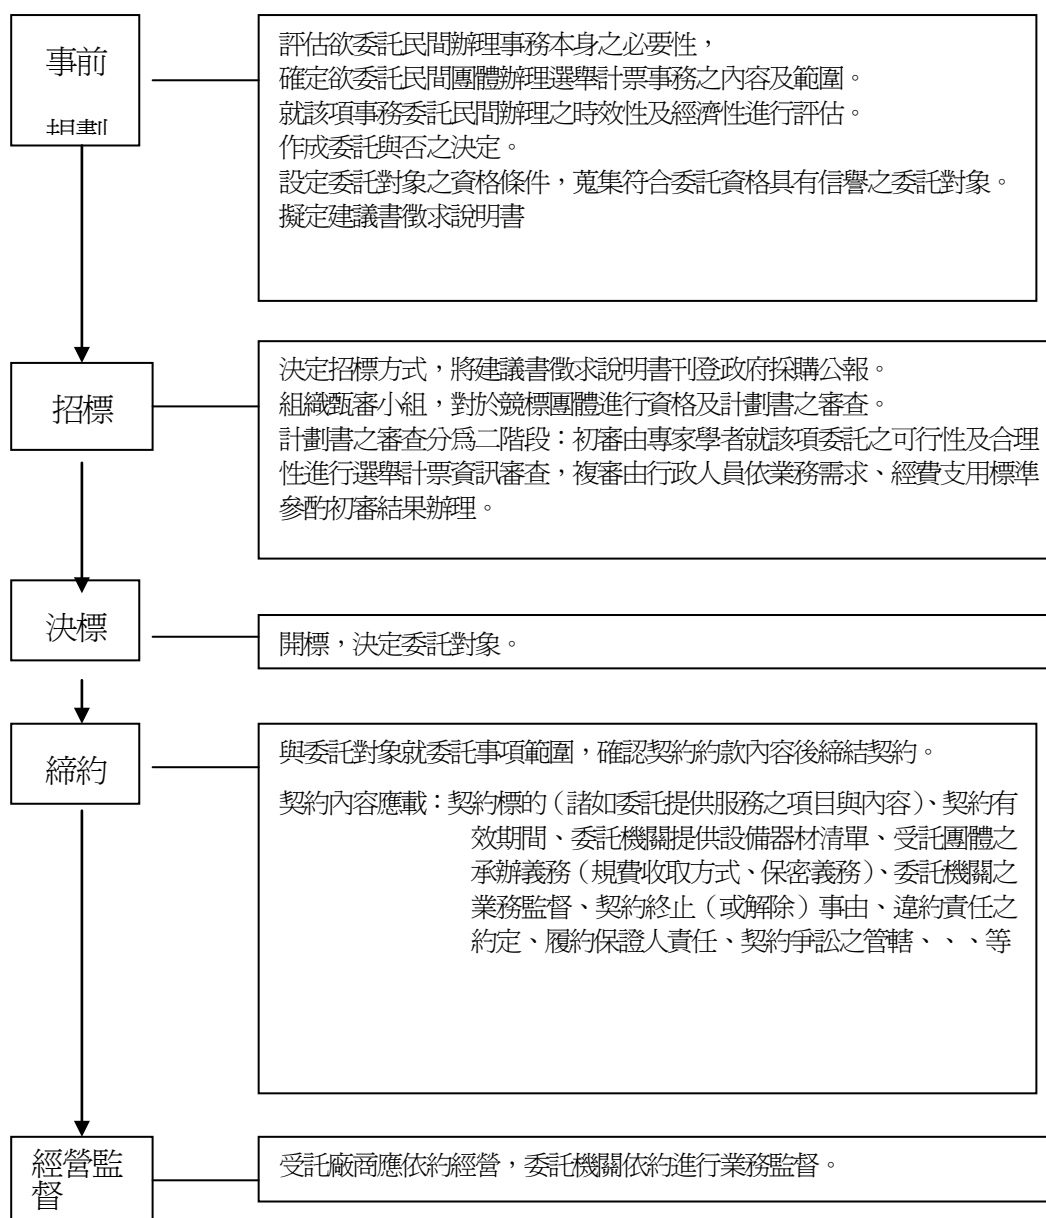 事前
規劃
評估欲委託民間辦理事務本身之必要性，
確定欲委託民間團體辦理選舉計票事務之內容及範圍。
就該項事務委託民間辦理之時效性及經濟性進行評估。
作成委託與否之決定。
設定委託對象之資格條件，蒐集符合委託資格具有信譽之委託對象。
擬定建議書徵求說明書
招標
決定招標方式，將建議書徵求說明書刊登政府採購公報。
組織甄審小組，對於競標團體進行資格及計劃書之審查。
計劃書之審查分為二階段：初審由專家學者就該項委託之可行性及合理
性進行選舉計票資訊審查，複審由行政人員依業務需求、經費支用標準
參酌初審結果辦理。
決標
開標，決定委託對象。
締約
與委託對象就委託事項範圍，確認契約約款內容後締結契約。
契約內容應載：契約標的（諸如委託提供服務之項目與內容）、契約有
效期間、委託機關提供設備器材清單、受託團體之
承辦義務（規費收取方式、保密義務）、委託機關之
業務監督、契約終止（或解除）事由、違約責任之
約定、履約保證人責任、契約爭訟之管轄、、、等
經營監
督
受託廠商應依約經營，委託機關依約進行業務監督。